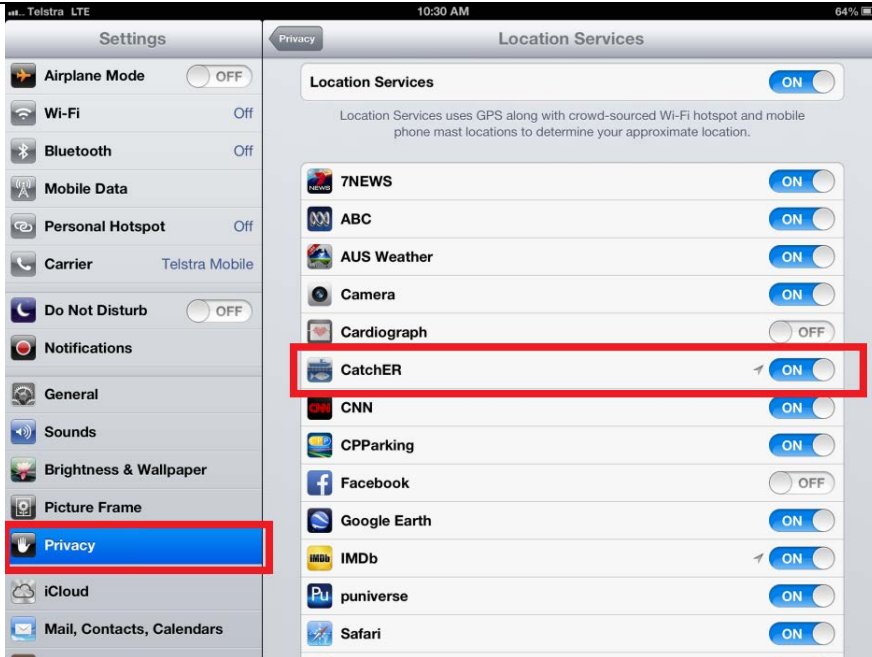 Telstra LTE
10:30 AM
64%
Settings
Airplane Mode OFF
Wi-Fi Off
Bluetooth Off
Mobile Data
Personal Hotspot Off
Carrier Telstra Mobile
Do Not Disturb OFF
Notifications
General
Sounds
Brightness & Wallpaper
Picture Frame
Privacy
iCloud
Mail, Contacts, Calendars
Privacy
Location Services
Location Services ON
Location Services uses GPS along with crowd-sourced Wi-Fi hotspot and mobile
phone mast locations to determine your approximate location.
NEWS 7NEWS ON
ABC ON
AUS Weather ON
Camera ON
Cardiograph OFF
CatchER ON
CNN CNN ON
CPParking ON
Facebook OFF
Google Earth ON
IMDb IMDb ON
Pu puniverse ON
Safari ON